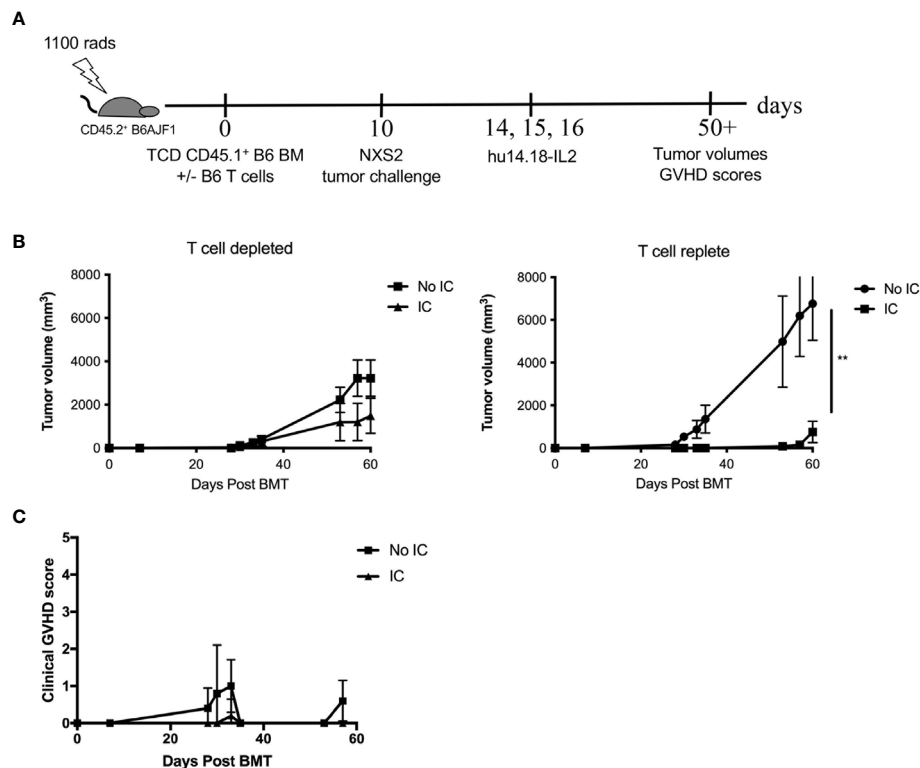 A
1100 rads
CD45.2⁺ B6AJF1
days
0
10
14, 15, 16
50+
TCD CD45.1⁺ B6 BM
+/- B6 T cells
NXS2
tumor challenge
hu14.18-IL2
Tumor volumes
GVHD scores
B
T cell depleted
Tumor volume (mm³)
8000
6000
4000
2000
0
0 20 40 60
Days Post BMT
No IC
IC
T cell replete
Tumor volume (mm³)
8000
6000
4000
2000
0
0 20 40 60
Days Post BMT
No IC
IC
**
C
Clinical GVHD score
5
4
3
2
1
0
0 20 40 60
Days Post BMT
No IC
IC